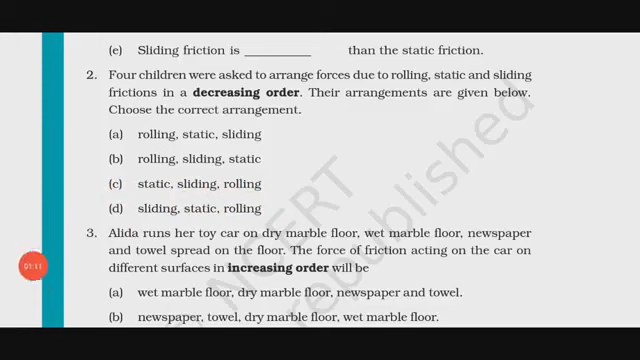 (e) Sliding friction is __________ than the static friction.
2. Four children were asked to arrange forces due to rolling, static and sliding
frictions in a decreasing order. Their arrangements are given below.
Choose the correct arrangement.
(a) rolling, static, sliding
(b) rolling, sliding, static
(c) static, sliding, rolling
(d) sliding, static, rolling
3. Alida runs her toy car on dry marble floor, wet marble floor, newspaper
and towel spread on the floor. The force of friction acting on the car on
different surfaces in increasing order will be
(a) wet marble floor, dry marble floor, newspaper and towel.
(b) newspaper, towel, dry marble floor, wet marble floor.
01:11
NCERT
republished